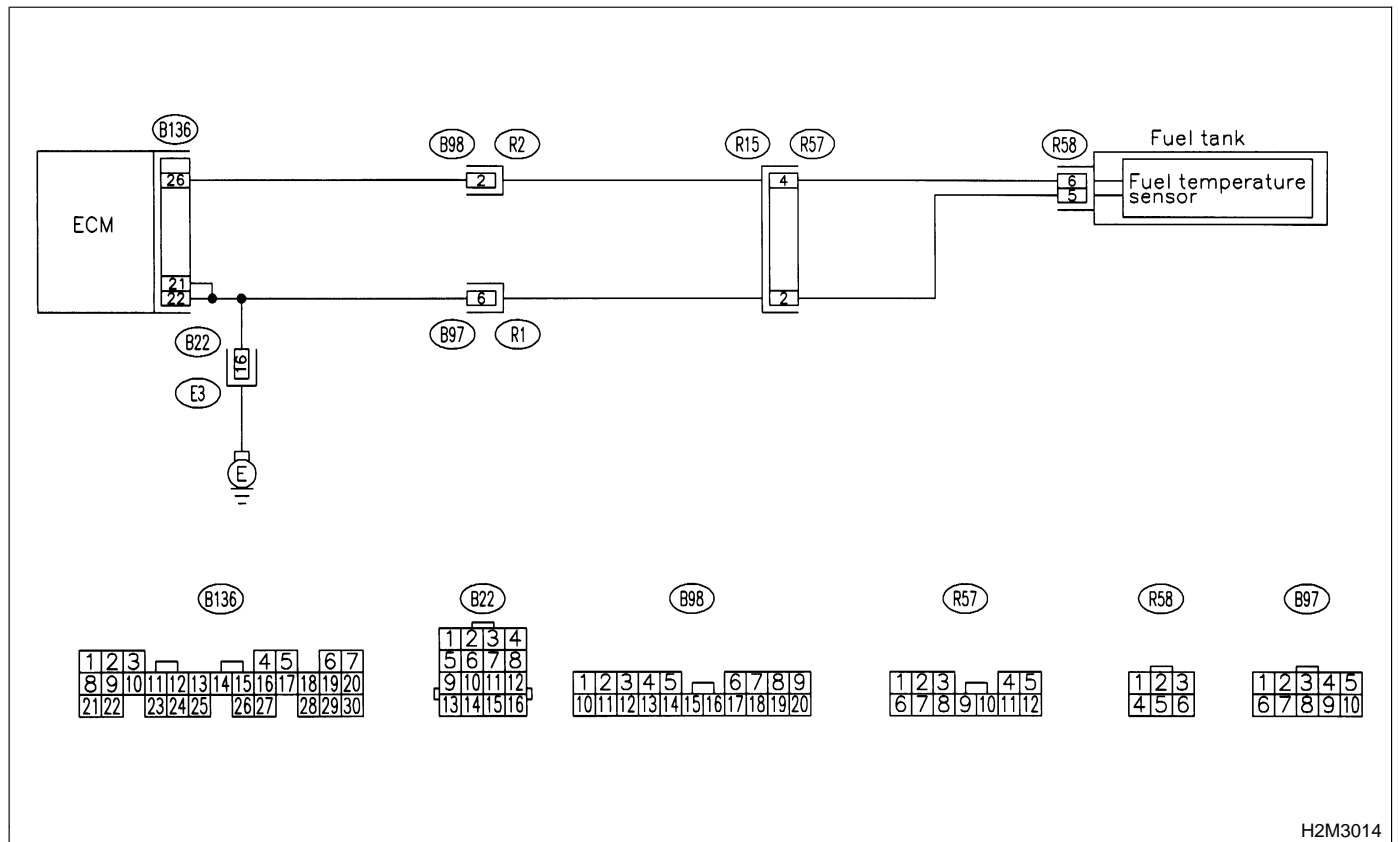 B136
B98 R2
R15 R57
R58
Fuel tank
26
2
4
6
Fuel temperature
sensor
5
ECM
21
22
6
2
B22
B97 R1
16
E3
E
B136
B22
B98
R57
R58
B97
1 2 3 4 5 6 7
8 9 10 11 12 13 14 15 16 17 18 19 20
21 22 23 24 25 26 27 28 29 30
1 2 3 4
5 6 7 8
9 10 11 12
13 14 15 16
1 2 3 4 5 6 7 8 9
10 11 12 13 14 15 16 17 18 19 20
1 2 3 4 5
6 7 8 9 10 11 12
1 2 3
4 5 6
1 2 3 4 5
6 7 8 9 10
H2M3014